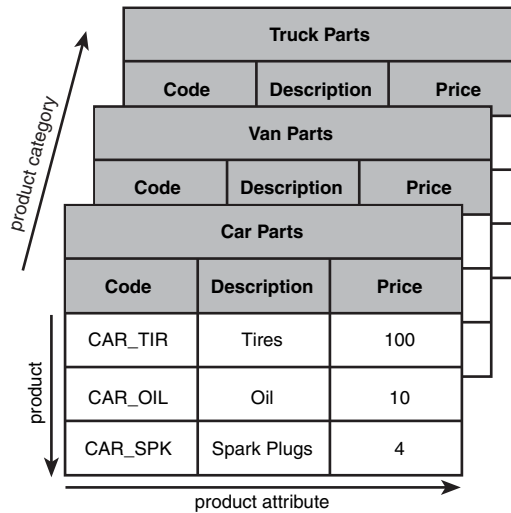 Truck Parts
Code Description Price
Van Parts
Code Description Price
Car Parts
Code Description Price
CAR_TIR Tires 100
CAR_OIL Oil 10
CAR_SPK Spark Plugs 4
product category
product
product attribute